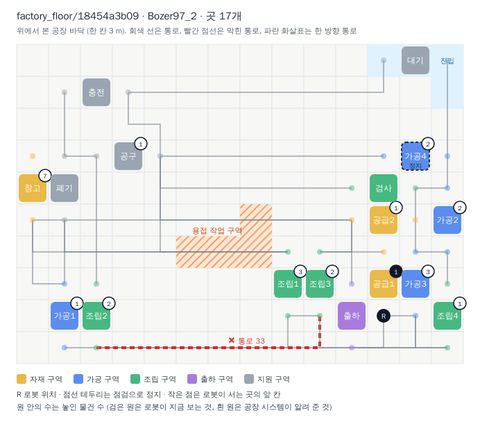 factory_floor/18454a3b09 · Bozer97_2 · 곳 17개
위에서 본 공장 바닥 (한 칸 3 m). 회색 선은 통로, 빨간 점선은 막힌 통로, 파란 화살표는 한 방향 통로
대기
충전
공구 1
가공4 2
정지
창고 7
폐기
검사
공급2 1
가공2 2
용접 작업 구역
조립1 3
조립3 2
공급1 1
가공3 3
가공1 1
조립2 2
출하
R
조립4 1
✕ 통로 33
자재 구역
가공 구역
조립 구역
출하 구역
지원 구역
R 로봇 위치 · 점선 테두리는 점검으로 정지 · 작은 점은 로봇이 서는 곳의 앞 칸
원 안의 수는 놓인 물건 수 (검은 원은 로봇이 지금 보는 것, 흰 원은 공장 시스템이 알려 준 것)